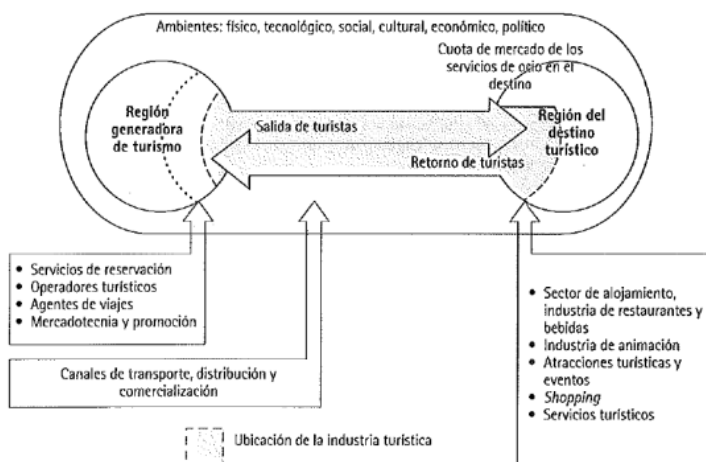 Ambientes: físico, tecnológico, social, cultural, económico, político
Cuota de mercado de los
servicios de ocio en el
destino
Región
generadora
de turismo
Salida de turistas
Retorno de turistas
Región del
destino
turístico
• Servicios de reservación
• Operadores turísticos
• Agentes de viajes
• Mercadotecnia y promoción
Canales de transporte, distribución y
comercialización
• Sector de alojamiento,
industria de restaurantes y
bebidas
• Industria de animación
• Atracciones turísticas y
eventos
• Shopping
• Servicios turísticos
Ubicación de la industria turística